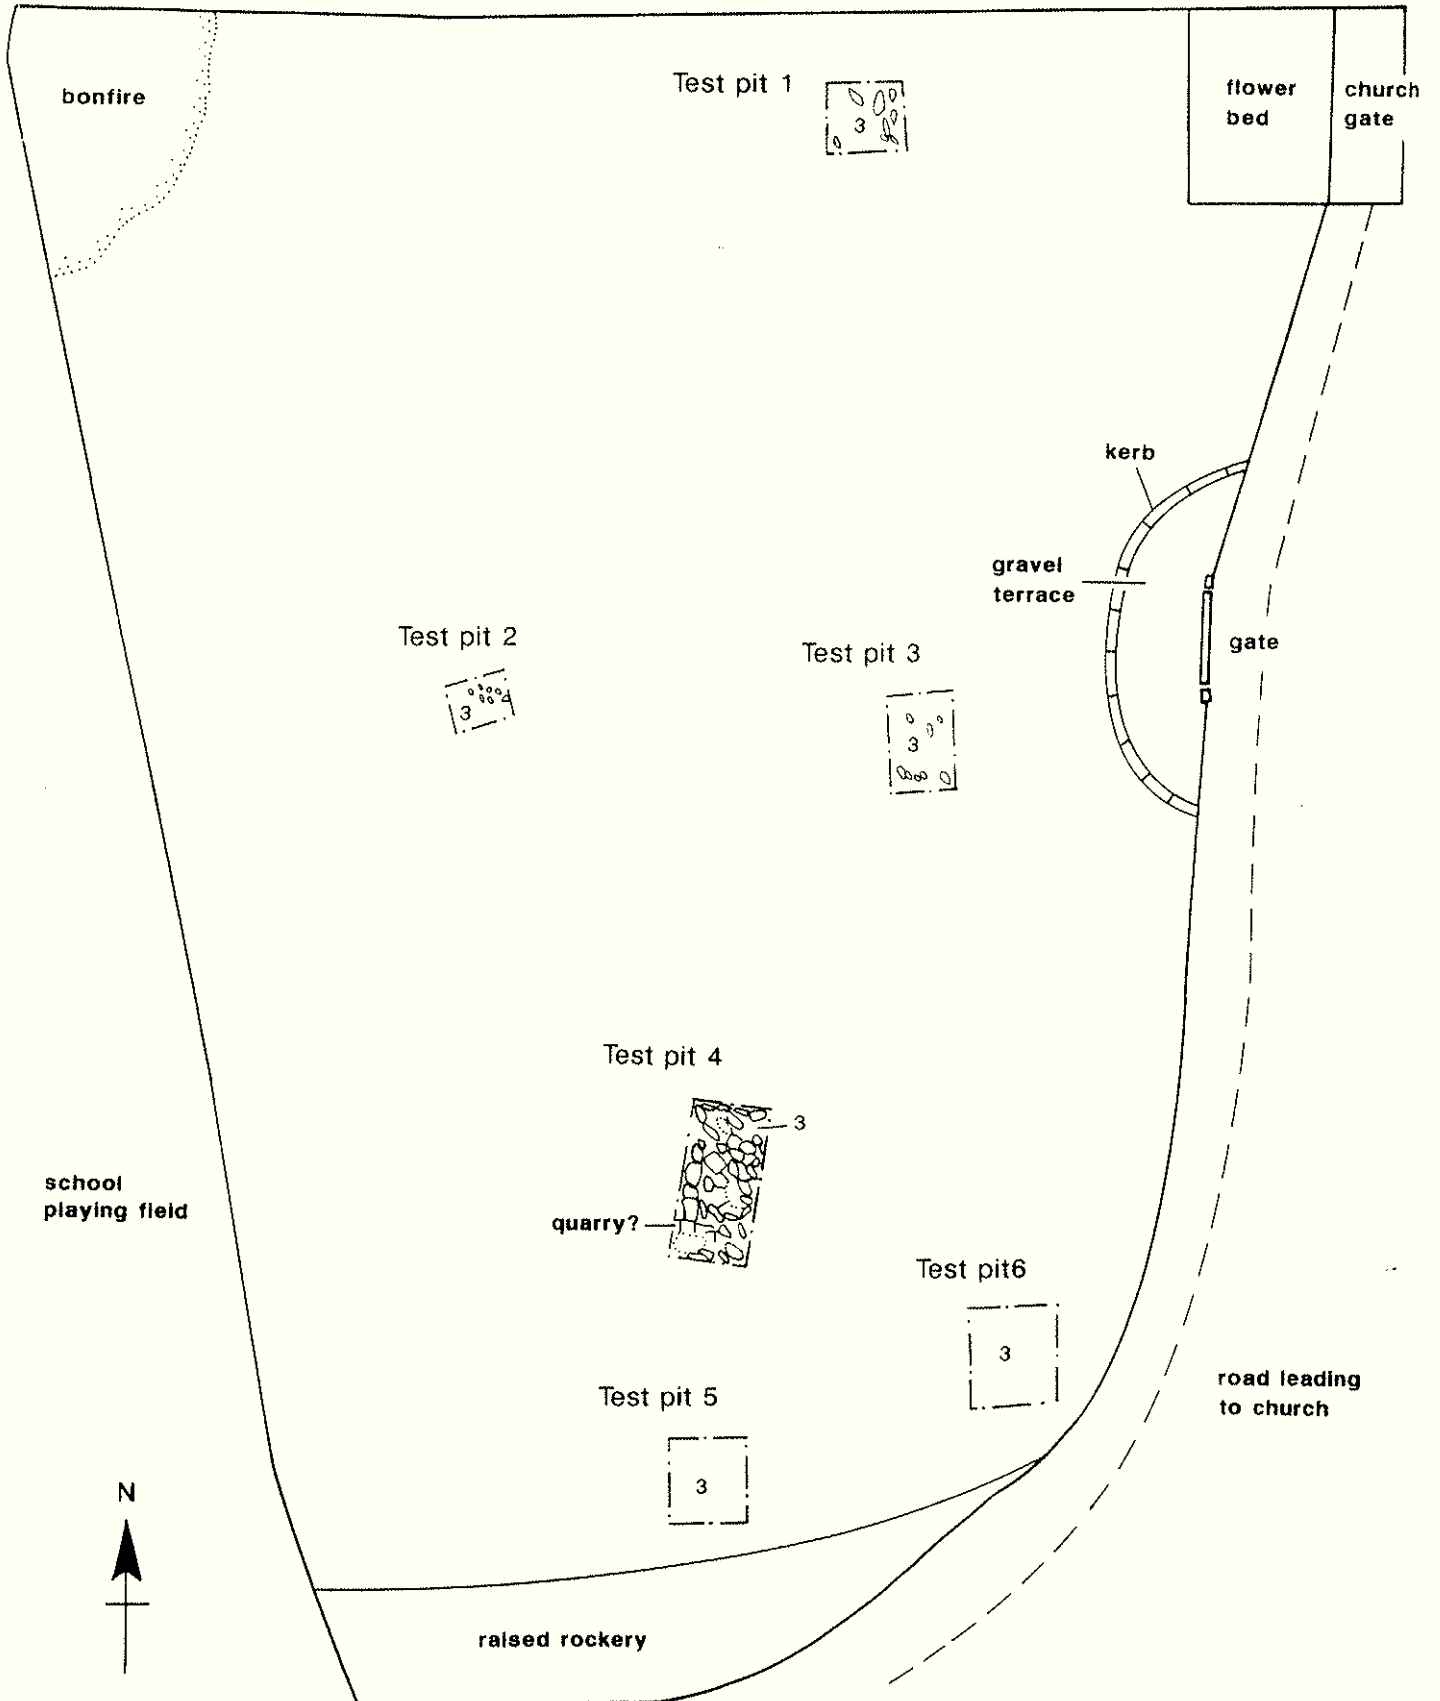 Test pit 1
bonfire
flower
bed
church
gate
3
kerb
gravel
terrace
gate
Test pit 2
Test pit 3
3
4
3
Test pit 4
3
school
playing field
quarry?
Test pit6
3
road leading
to church
Test pit 5
3
N
raised rockery